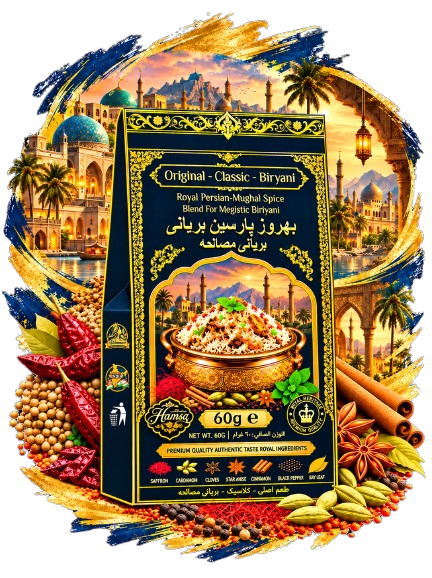 Original - Classic - Biryani
Royal Persian-Mughal Spice
Blend For Megistic Biriyani
بهروز پارسین بریانی
بریانی مصالحه
Hamsa
60g e
NET WT. 60G | الوزن الصافي: ٦٠ غرام
PREMIUM QUALITY AUTHENTIC TASTE ROYAL INGREDIENTS
SAFFRON CARDAMOM CLOVES STAR ANISE CINNAMON BLACK PEPPER BAY LEAF
طعم اصلی - کلاسیک - بریانی مصالحه